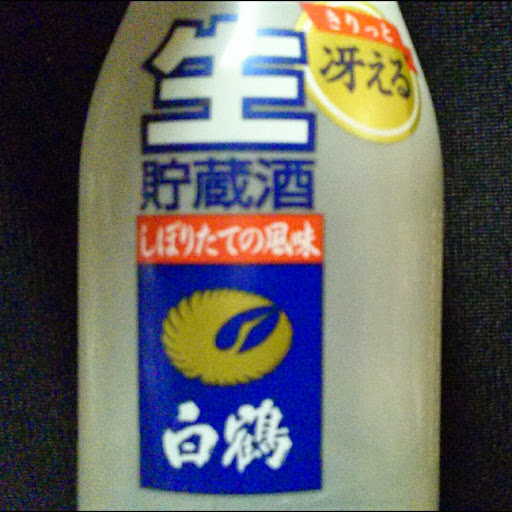 生
貯蔵酒
しぼりたての風味
白鶴
きりっと
冴える